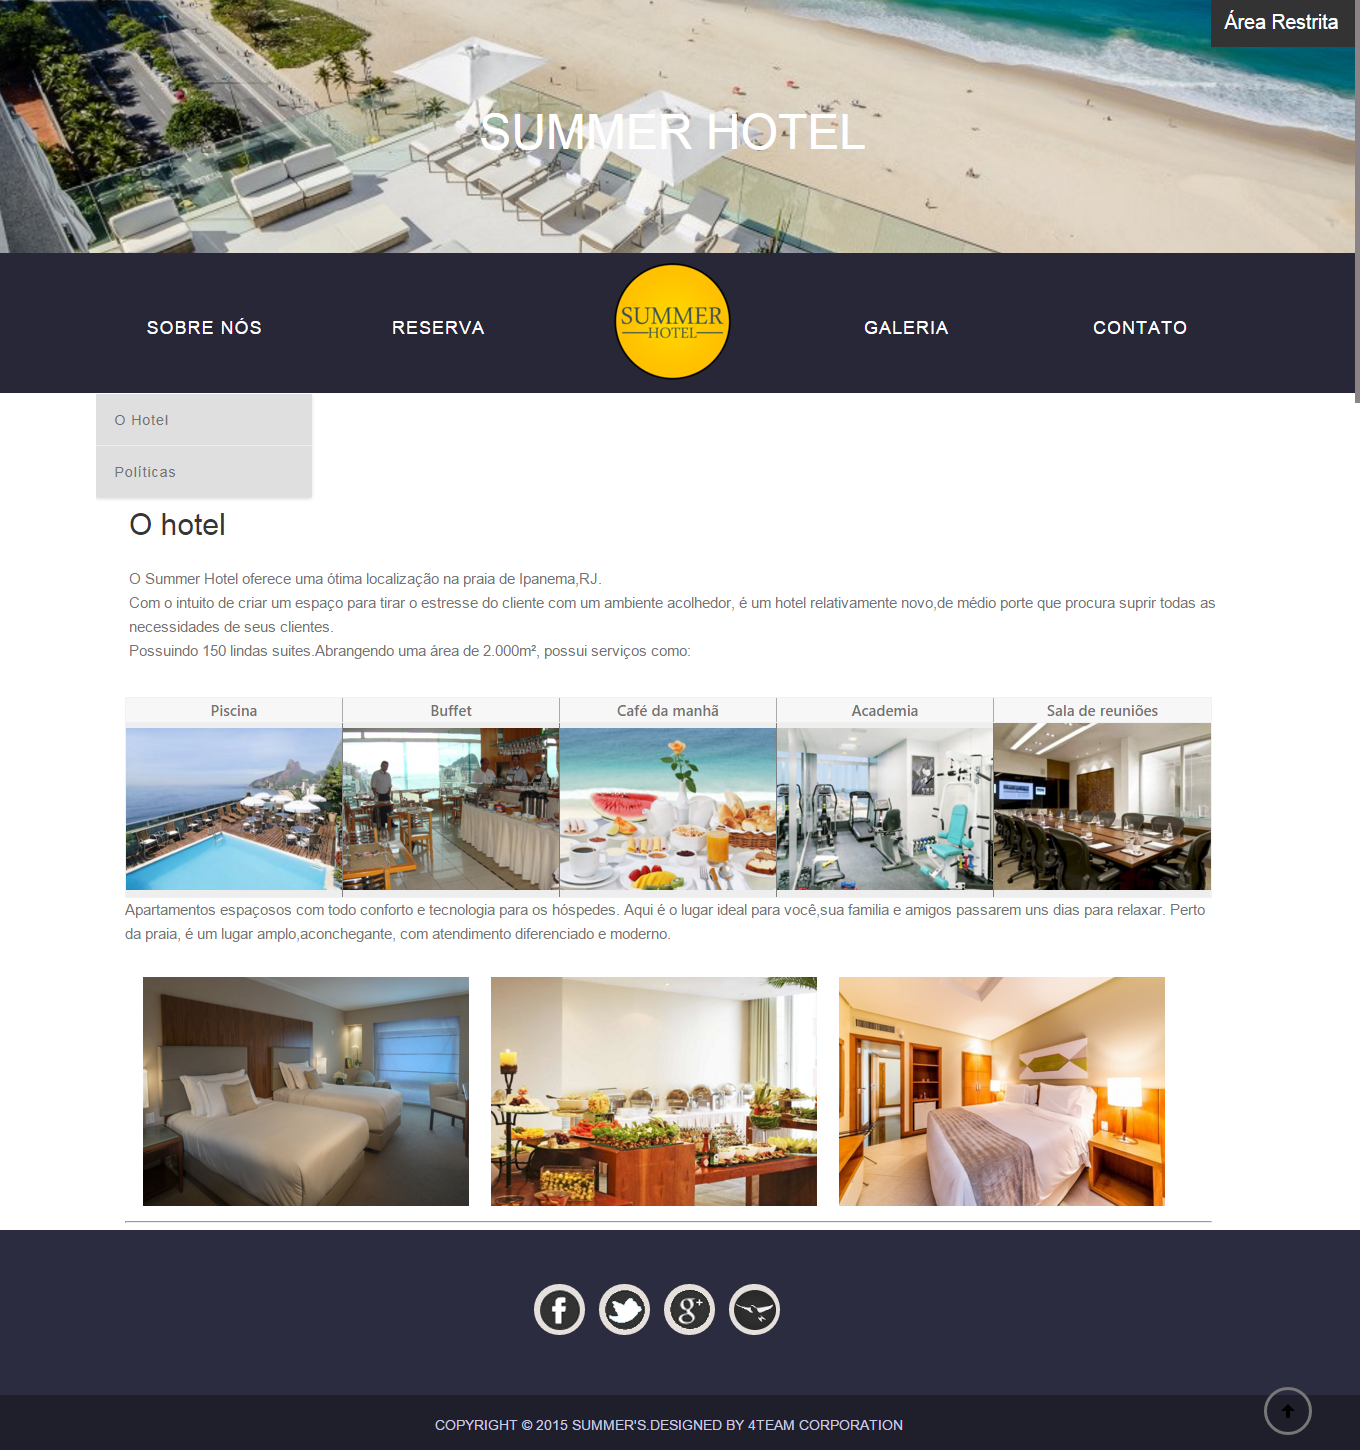 Área Restrita
SUMMER HOTEL
SOBRE NÓS
RESERVA
SUMMER
HOTEL
GALERIA
CONTATO
O Hotel
Políticas
O hotel
O Summer Hotel oferece uma ótima localização na praia de Ipanema,RJ.
Com o intuito de criar um espaço para tirar o estresse do cliente com um ambiente acolhedor, é um hotel relativamente novo,de médio porte que procura suprir todas as
necessidades de seus clientes.
Possuindo 150 lindas suites.Abrangendo uma área de 2.000m², possui serviços como:
Piscina
Buffet
Café da manhã
Academia
Sala de reuniões
Apartamentos espaçosos com todo conforto e tecnologia para os hóspedes. Aqui é o lugar ideal para você,sua familia e amigos passarem uns dias para relaxar. Perto
da praia, é um lugar amplo,aconchegante, com atendimento diferenciado e moderno.
f
g+
COPYRIGHT © 2015 SUMMER'S.DESIGNED BY 4TEAM CORPORATION